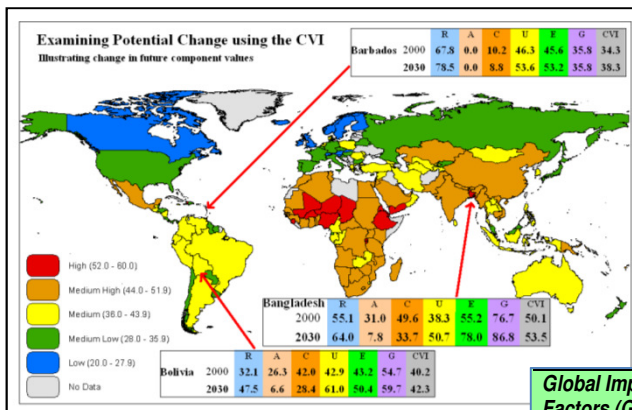 Examining Potential Change using the CVI
Illustrating change in future component values
R A C U E G CVI
Barbados 2000 67.8 0.0 10.2 46.3 45.6 35.8 34.3
2030 78.5 0.0 8.8 53.6 53.2 35.8 38.3
High (52.0 - 60.0)
Medium High (44.0 - 51.9)
Medium (36.0 - 43.9)
Medium Low (28.0 - 35.9)
Low (20.0 - 27.9)
No Data
Bangladesh R A C U E G CVI
2000 55.1 31.0 49.6 38.3 55.2 76.7 50.1
2030 64.0 7.8 33.7 50.7 78.0 86.8 53.5
R A C U E G CVI
Bolivia 2000 32.1 26.3 42.0 42.9 43.2 54.7 40.2
2030 47.5 6.6 28.4 61.0 50.4 59.7 42.3
Global Imp
Factors (G